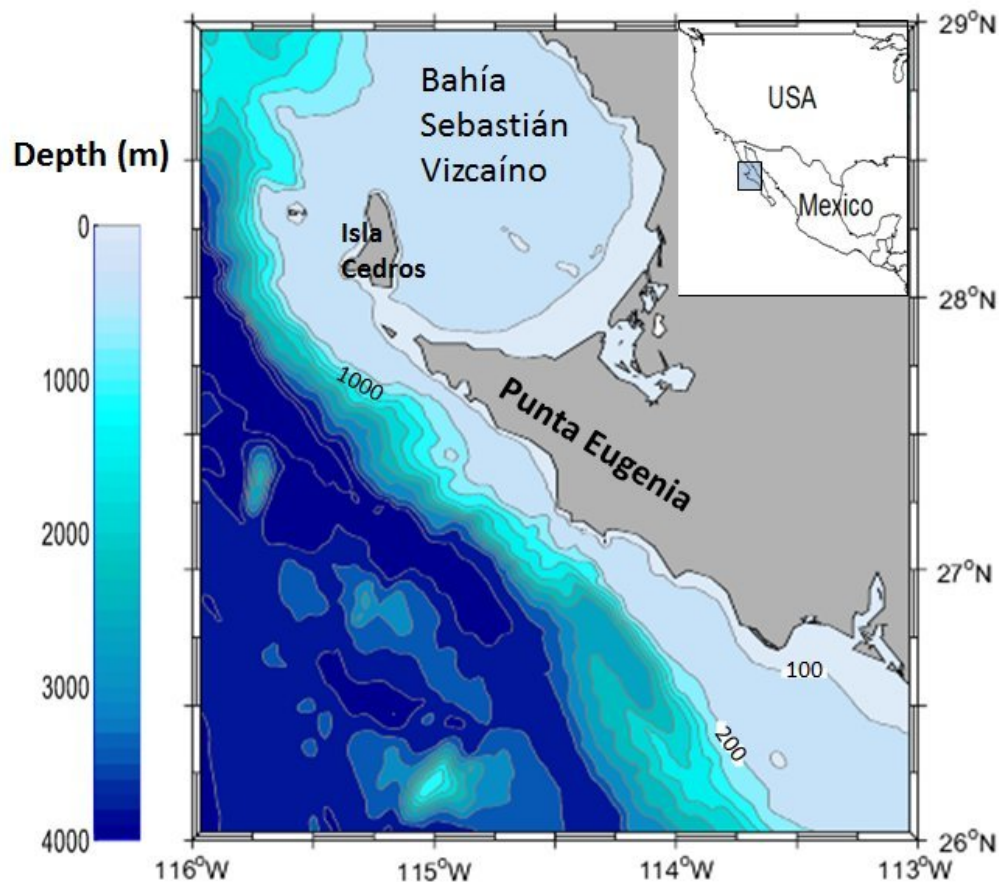 29°N
Bahía
Sebastián
Vizcaíno
USA
Mexico
Depth (m)
0
1000
2000
3000
4000
Isla
Cedros
28°N
1000
Punta Eugenia
27°N
100
200
26°N
116°W
115°W
114°W
113°W